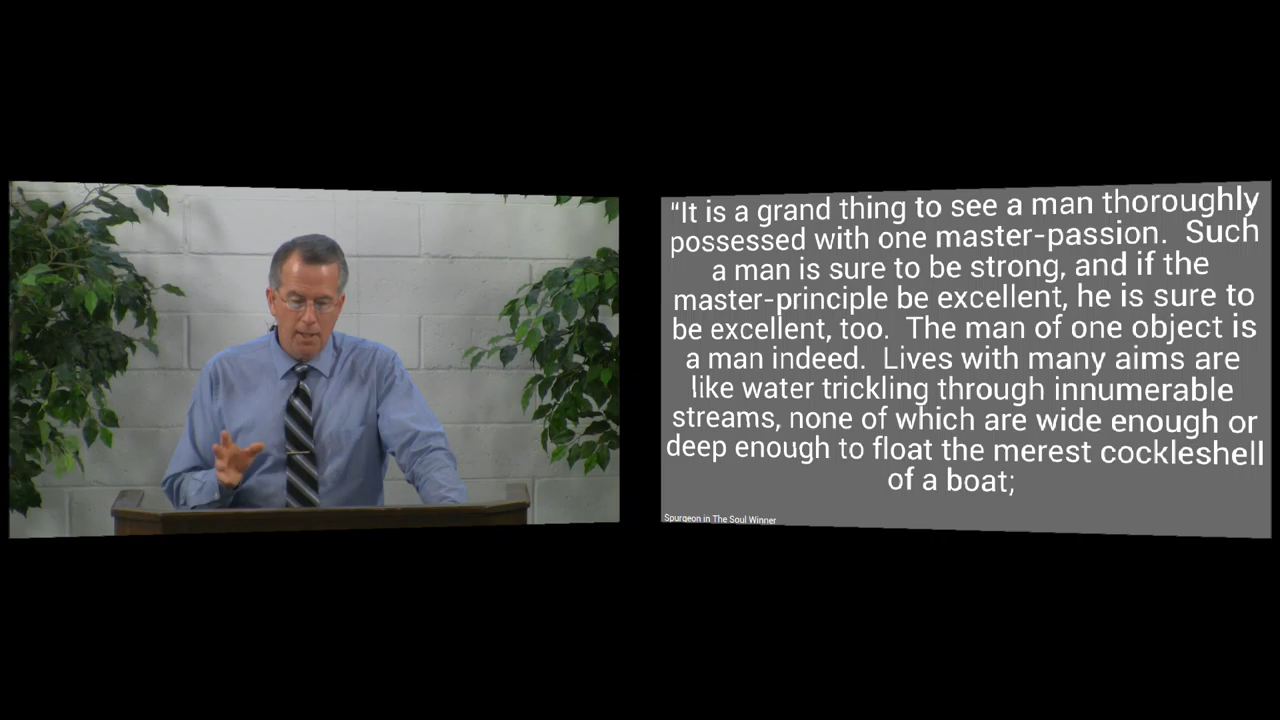 “It is a grand thing to see a man thoroughly
possessed with one master-passion.  Such
a man is sure to be strong, and if the
master-principle be excellent, he is sure to
be excellent, too.  The man of one object is
a man indeed.  Lives with many aims are
like water trickling through innumerable
streams, none of which are wide enough or
deep enough to float the merest cockleshell
of a boat;
Spurgeon in The Soul Winner